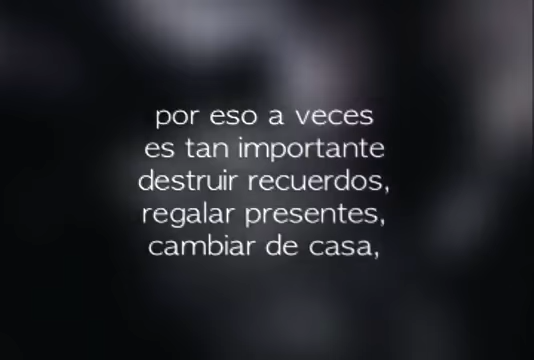 por eso a veces
es tan importante
destruir recuerdos,
regalar presentes,
cambiar de casa,